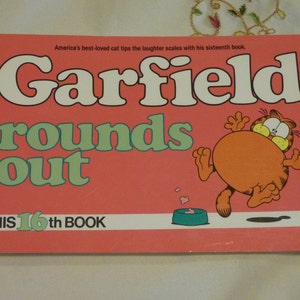 America's best-loved cat tips the laughter scales with his sixteenth book.
Garfield
rounds
out
HIS 16th BOOK